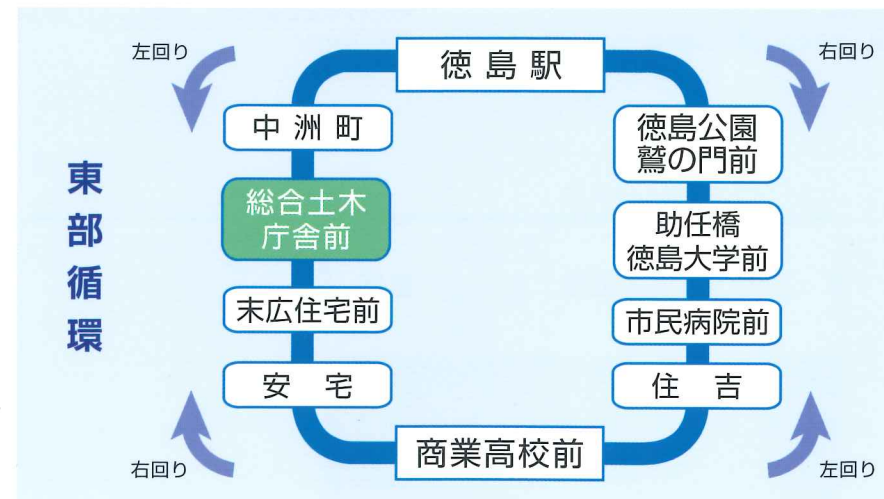 左回り
徳島駅
右回り
中洲町
徳島公園
鷲の門前
東部循環
総合土木
庁舎前
助任橋
徳島大学前
末広住宅前
市民病院前
安宅
住吉
商業高校前
右回り
左回り